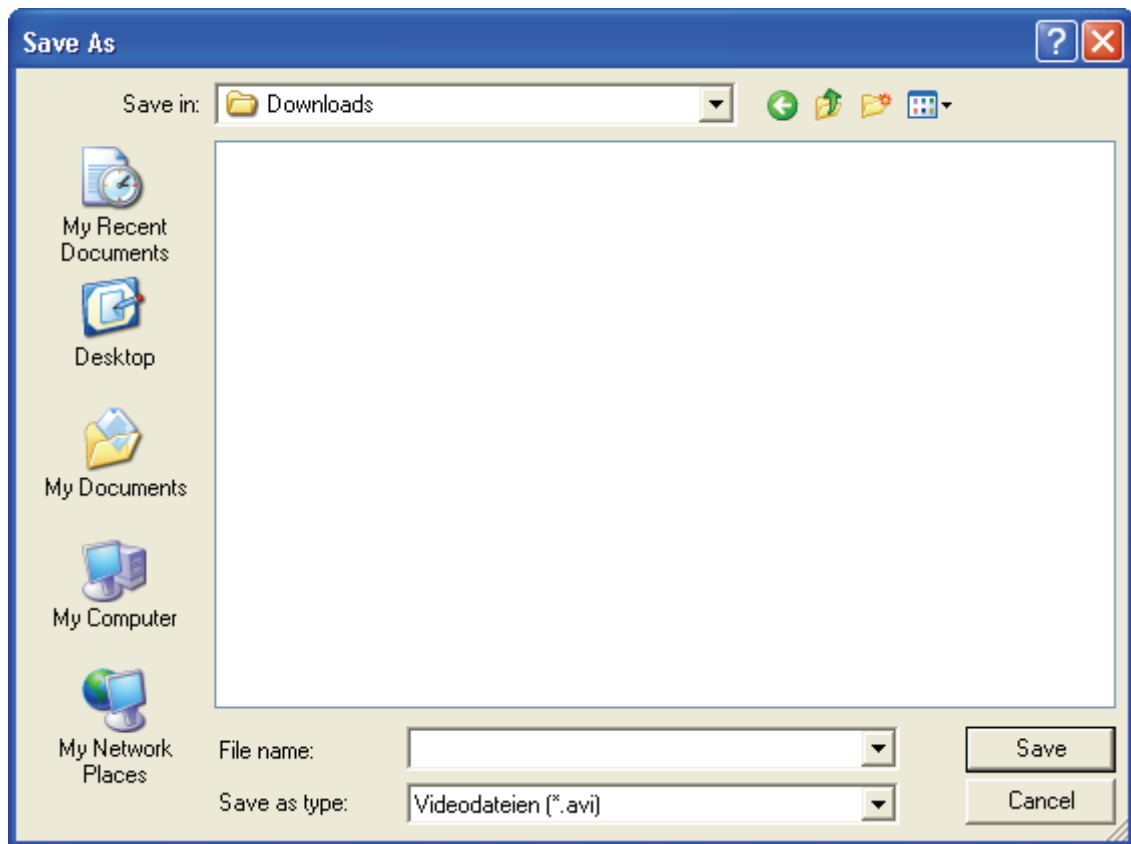 Save As
Save in:
Downloads
My Recent
Documents
Desktop
My Documents
My Computer
My Network
Places
File name:
Save
Save as type:
Videodateien (*.avi)
Cancel